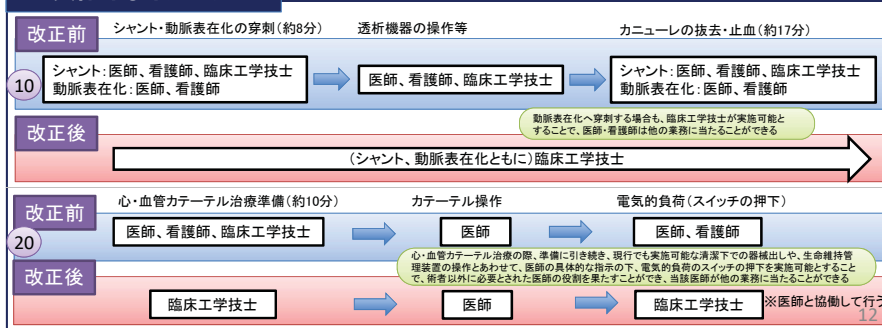 改正前
シャント・動脈表在化の穿刺(約8分)
透析機器の操作等
カニューレの抜去・止血(約17分)
10
シャント：医師、看護師、臨床工学技士
動脈表在化：医師、看護師
医師、看護師、臨床工学技士
シャント：医師、看護師、臨床工学技士
動脈表在化：医師、看護師
改正後
動脈表在化へ穿刺する場合も、臨床工学技士が実施可能と
することで、医師・看護師は他の業務に当たることができる
(シャント、動脈表在化ともに)臨床工学技士
改正前
心・血管カテーテル治療準備(約10分)
カテーテル操作
電気的負荷(スイッチの押下)
20
医師、看護師、臨床工学技士
医師
医師、看護師
改正後
心・血管カテーテル治療の際、準備に引き続き、現行でも実施可能な清潔下での器械出しや、生命維持管
理装置の操作とあわせて、医師の具体的な指示の下、電気的負荷のスイッチの押下を実施可能とすること
で、術者以外に必要とされた医師の役割を果たすことができ、当該医師が他の業務に当たることができる
臨床工学技士
医師
臨床工学技士
※医師と協働して行う
12